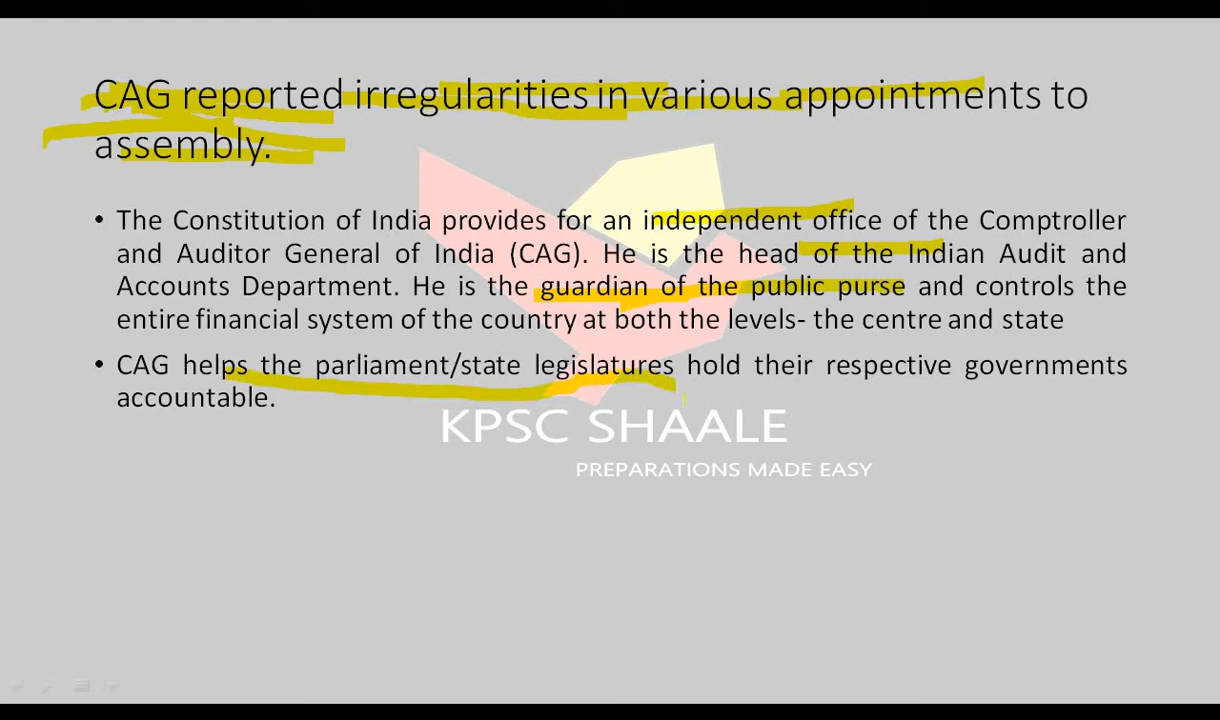 CAG reported irregularities in various appointments to
assembly.
• The Constitution of India provides for an independent office of the Comptroller
and Auditor General of India (CAG). He is the head of the Indian Audit and
Accounts Department. He is the guardian of the public purse and controls the
entire financial system of the country at both the levels- the centre and state
• CAG helps the parliament/state legislatures hold their respective governments
accountable.
KPSC SHAALE
PREPARATIONS MADE EASY